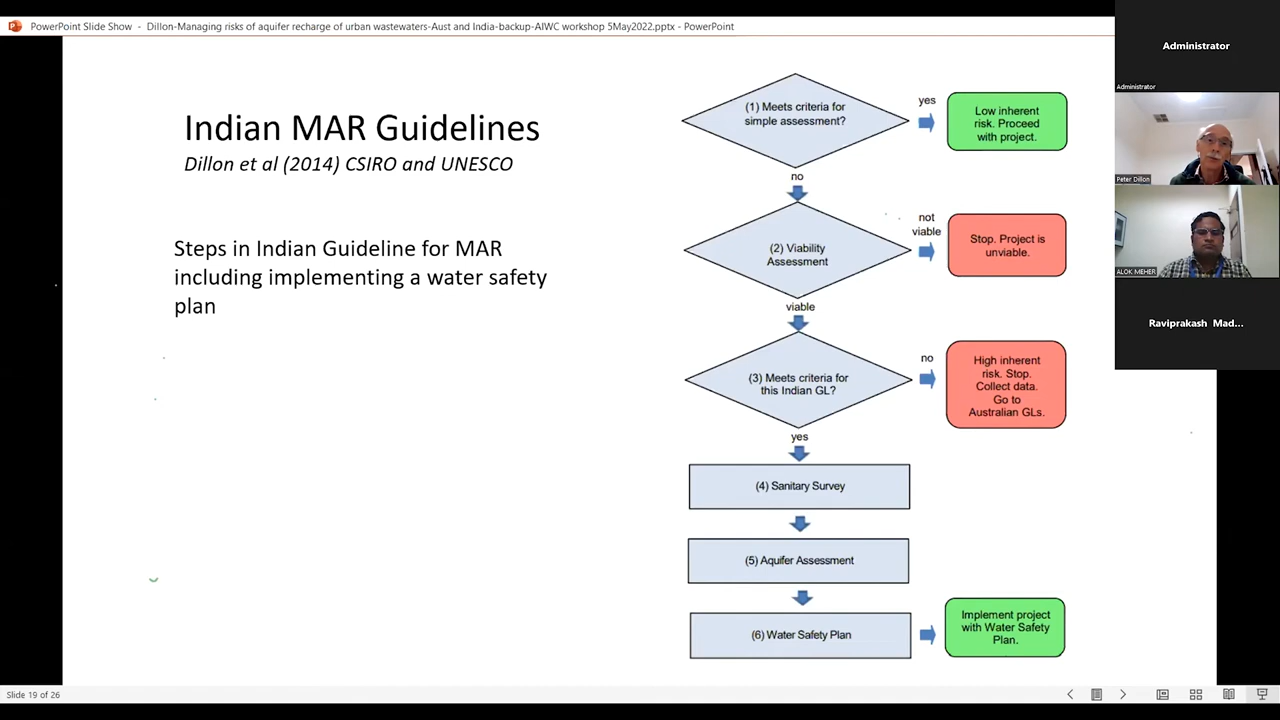 PowerPoint Slide Show - Dillon-Managing risks of aquifer recharge of urban wastewaters-Aust and India-backup-AIWC workshop 5May2022.pptx - PowerPoint
Indian MAR Guidelines
Dillon et al (2014) CSIRO and UNESCO
Steps in Indian Guideline for MAR
including implementing a water safety
plan
(1) Meets criteria for
simple assessment?
yes
Low inherent
risk. Proceed
with project.
no
(2) Viability
Assessment
not
viable
Stop. Project is
unviable.
viable
(3) Meets criteria for
this Indian GL?
no
High inherent
risk. Stop.
Collect data.
Go to
Australian GLs.
yes
(4) Sanitary Survey
(5) Aquifer Assessment
(6) Water Safety Plan
Implement project
with Water Safety
Plan.
Administrator
Administrator
Peter Dillon
ALOK MEHER
Raviprakash Mad...
Slide 19 of 26